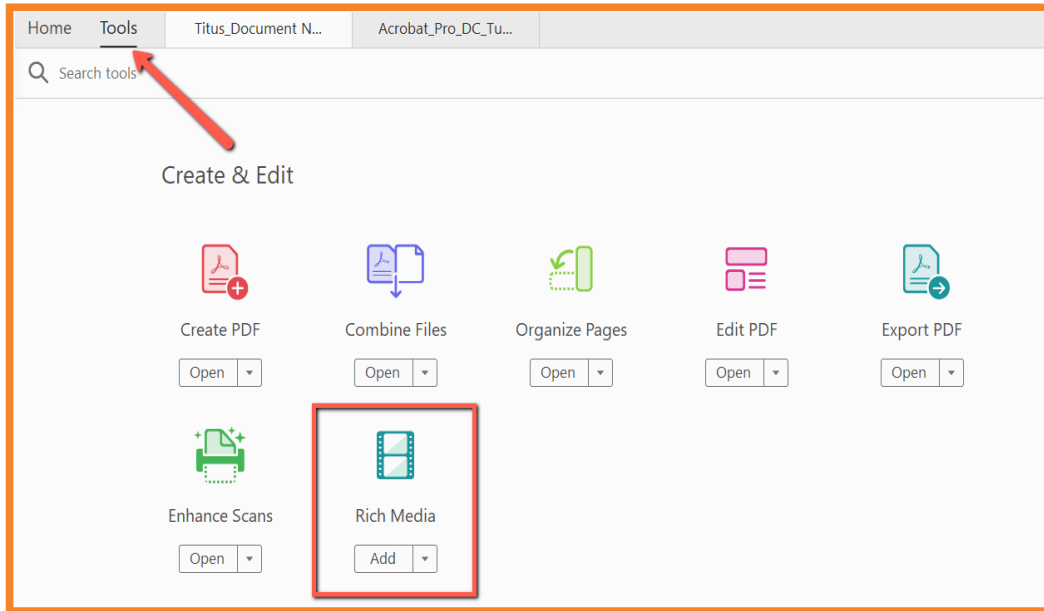 Home Tools Titus_Document N... Acrobat_Pro_DC_Tu...
Search tools
Create & Edit
Create PDF Combine Files Organize Pages Edit PDF Export PDF
Open Open Open Open Open
Enhance Scans Rich Media
Open Add